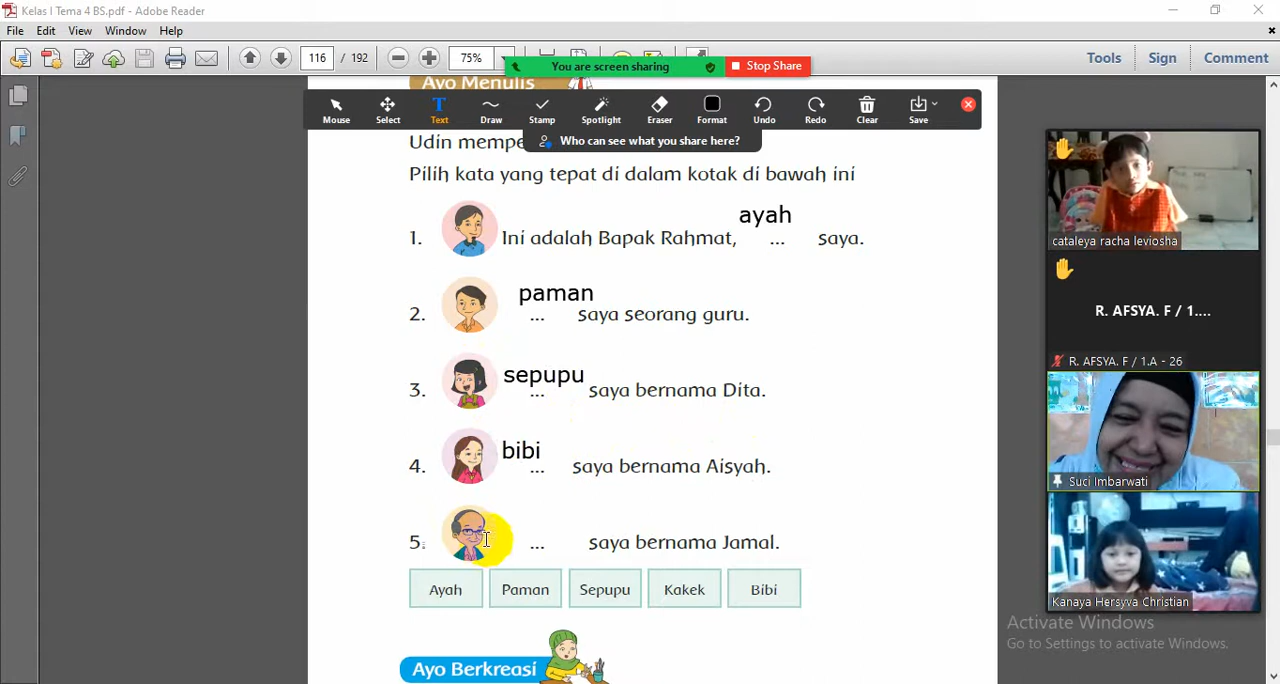 Kelas I Tema 4 BS.pdf - Adobe Reader
File Edit View Window Help
116 / 192 75% Tools Sign Comment
You are screen sharing Stop Share
Ayo Menulis
Mouse Select Text Draw Stamp Spotlight Eraser Format Undo Redo Clear Save
Who can see what you share here?
Udin mempe
Pilih kata yang tepat di dalam kotak di bawah ini
ayah
1. Ini adalah Bapak Rahmat, ... saya.
paman
2. ... saya seorang guru.
sepupu
3. ... saya bernama Dita.
bibi
4. ... saya bernama Aisyah.
5. ... saya bernama Jamal.
Ayah Paman Sepupu Kakek Bibi
Ayo Berkreasi
cataleya racha leviosha
R. AFSYA. F / 1....
R. AFSYA. F / 1.A - 26
Suci Imbarwati
Kanaya Hersyva Christian
Activate Windows
Go to Settings to activate Windows.